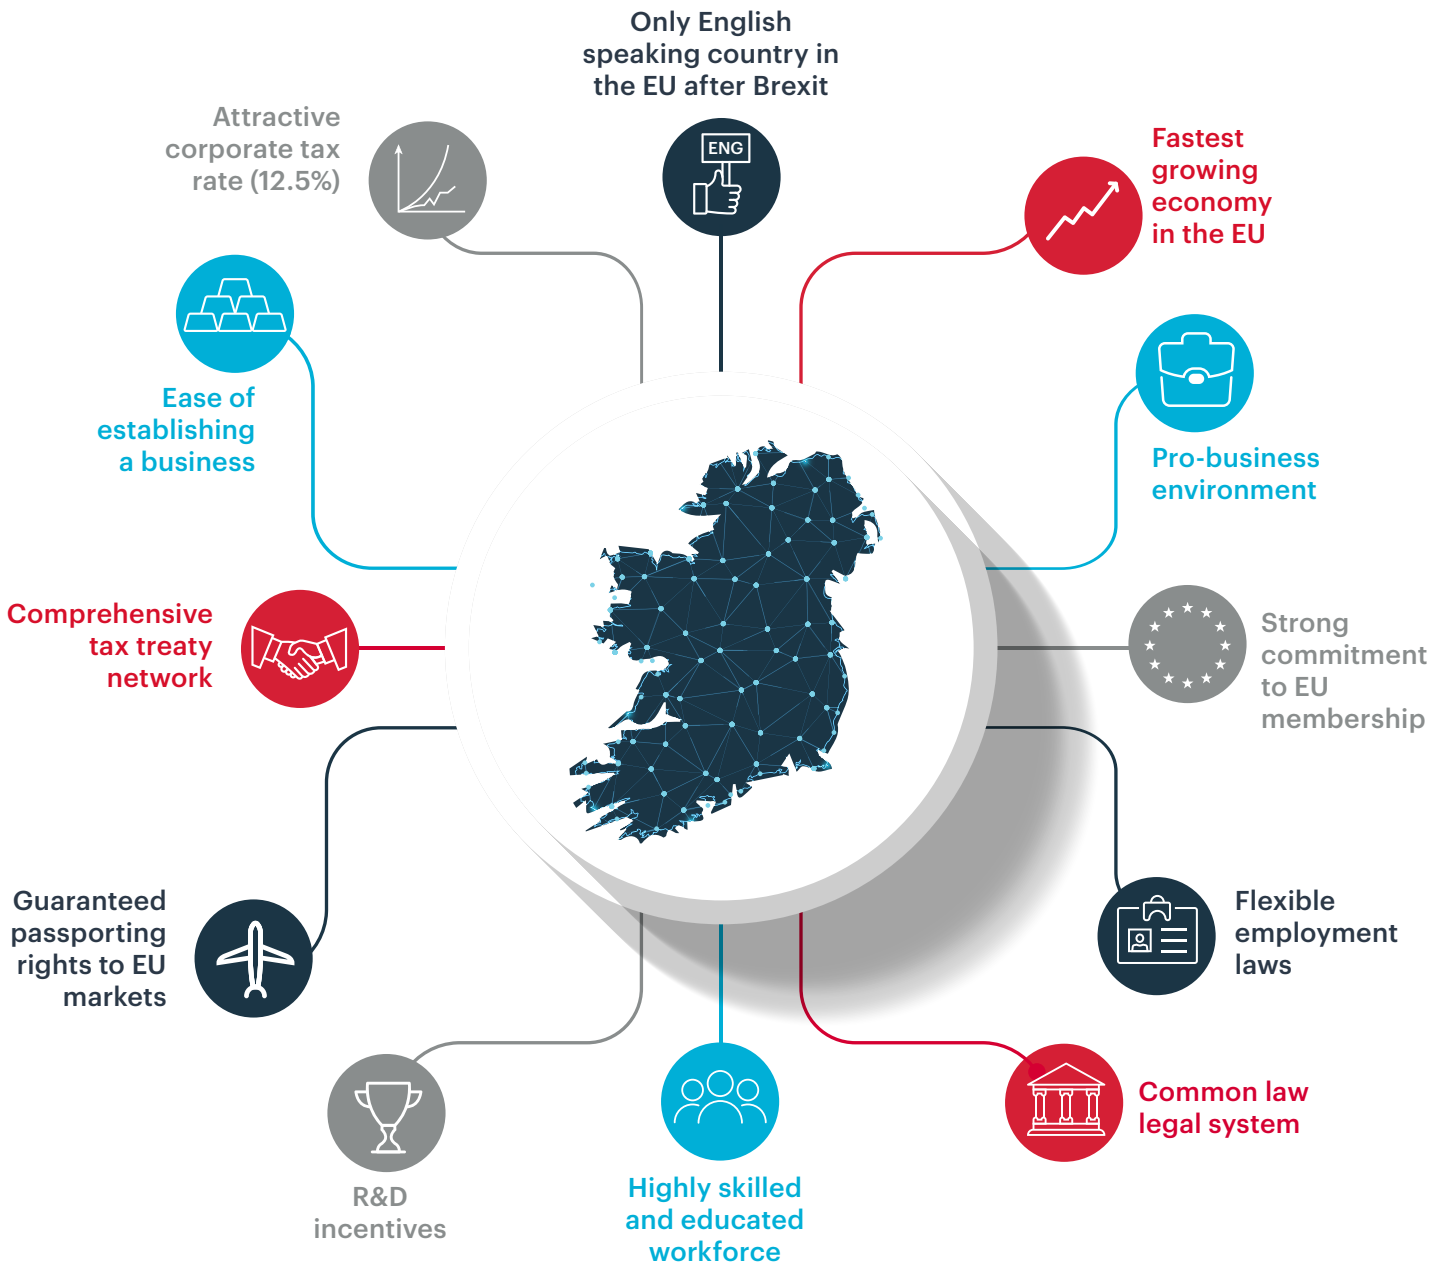 Only English
speaking country in
the EU after Brexit
ENG
Attractive
corporate tax
rate (12.5%)
Fastest
growing
economy
in the EU
Ease of
establishing
a business
Pro-business
environment
Comprehensive
tax treaty
network
Strong
commitment
to EU
membership
Guaranteed
passporting
rights to EU
markets
Flexible
employment
laws
R&D
incentives
Highly skilled
and educated
workforce
Common law
legal system